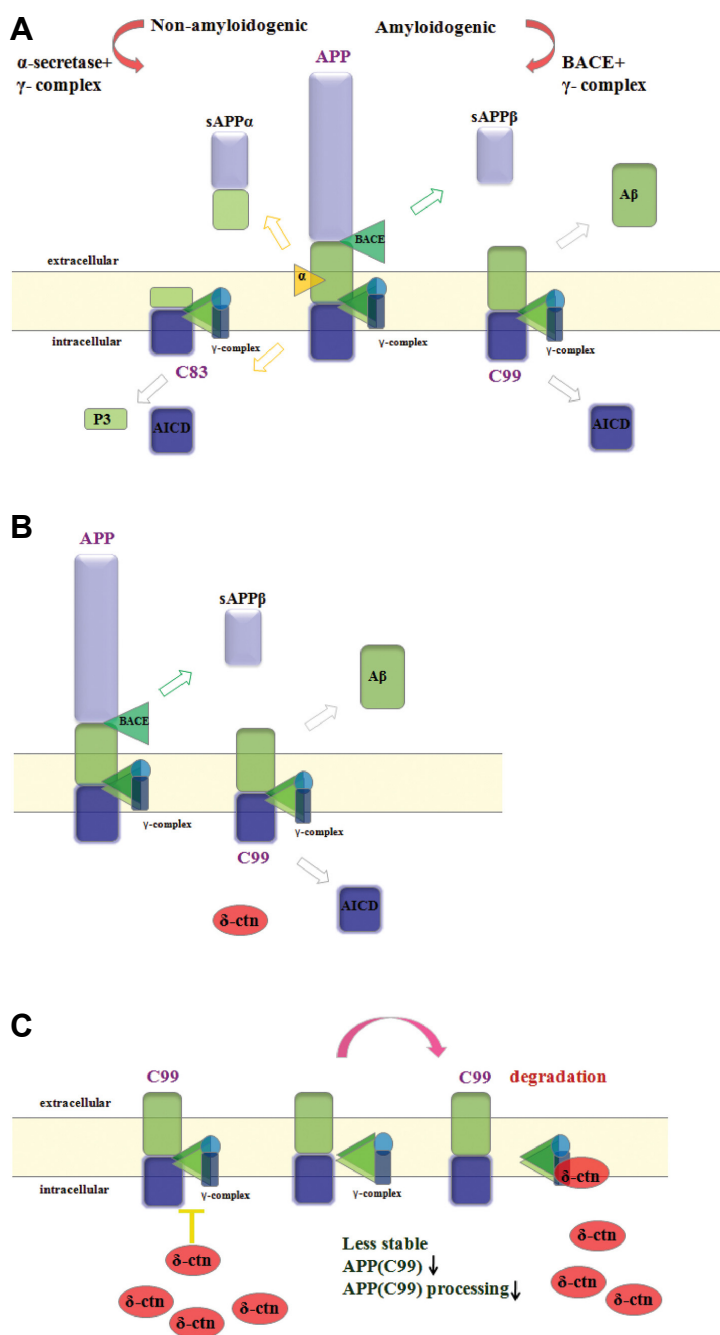 A
Non-amyloidogenic
Amyloidogenic
α-secretase+
γ- complex
APP
BACE+
γ- complex
sAPPα
sAPPβ
Aβ
BACE
extracellular
α
intracellular
γ-complex
γ-complex
γ-complex
C83
C99
P3
AICD
AICD
B
APP
sAPPβ
Aβ
BACE
γ-complex
γ-complex
C99
AICD
δ-ctn
C
C99
C99
degradation
extracellular
δ-ctn
intracellular
γ-complex
γ-complex
δ-ctn
Less stable
APP(C99) ↓
APP(C99) processing↓
δ-ctn
δ-ctn
δ-ctn
δ-ctn
δ-ctn
δ-ctn